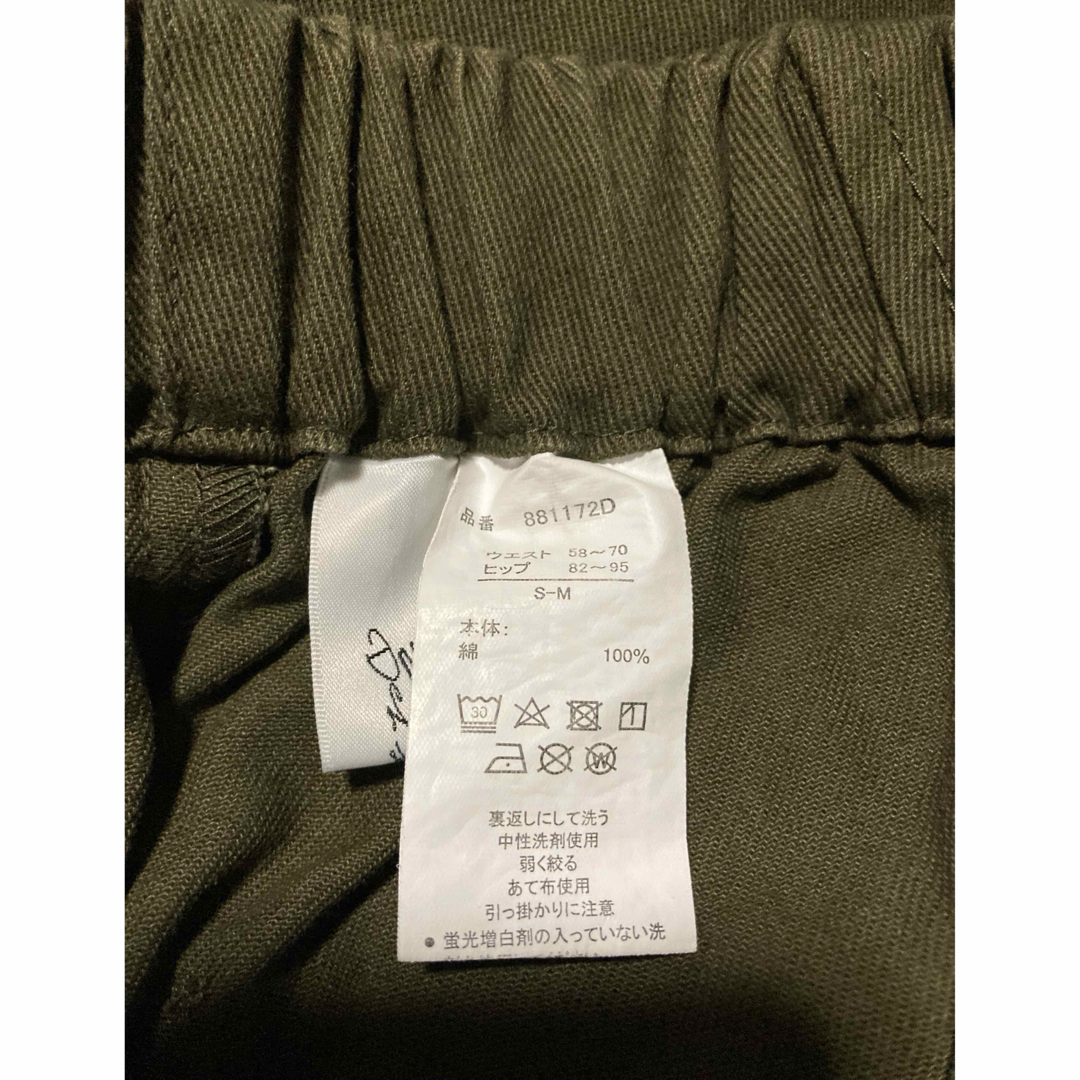 品番 881172D
ウエスト 58～70
ヒップ 82～95
S-M
本体:
綿 100%
30
W
裏返しにして洗う
中性洗剤使用
弱く絞る
あて布使用
引っ掛かりに注意
● 蛍光増白剤の入っていない洗